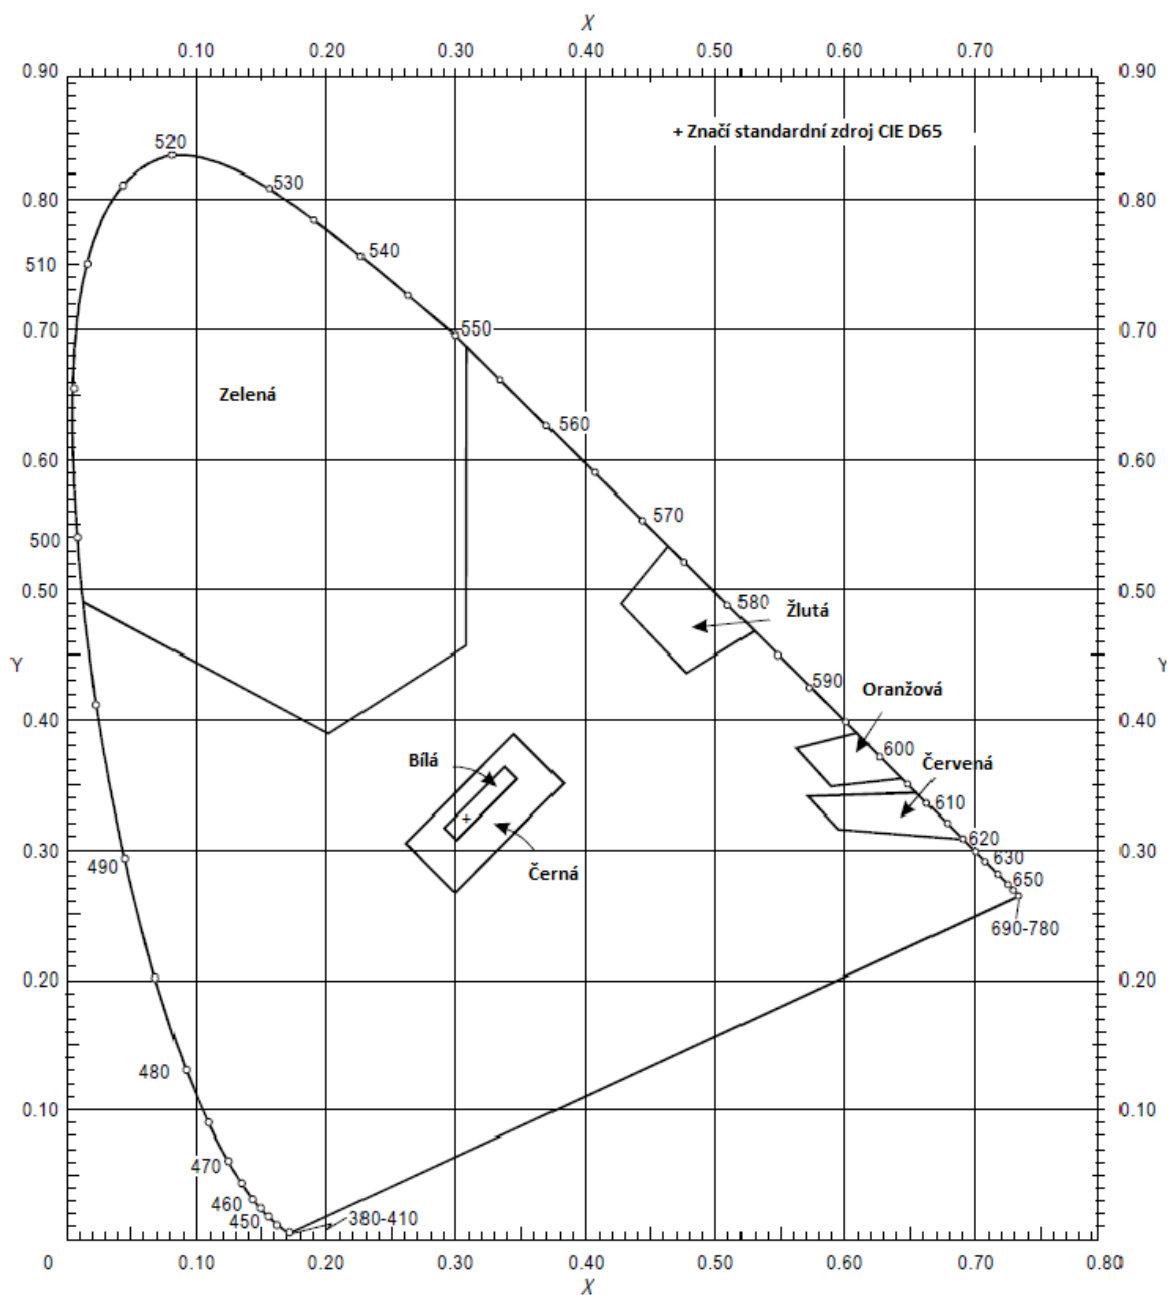 X
0.10 0.20 0.30 0.40 0.50 0.60 0.70
0.90 0.90
+ Značí standardní zdroj CIE D65
520
530
0.80 0.80
540
510
0.70 550 0.70
Zelená
560
0.60 0.60
570
500
0.50 580 0.50
Žlutá
Y Y
590
Oranžová
0.40 0.40
600
Bílá Červená
610
620
0.30 0.30
490 630
Černá
650
690-780
0.20 0.20
480
0.10 0.10
470
460
450 380-410
0 0.10 0.20 0.30 0.40 0.50 0.60 0.70 0.80
X